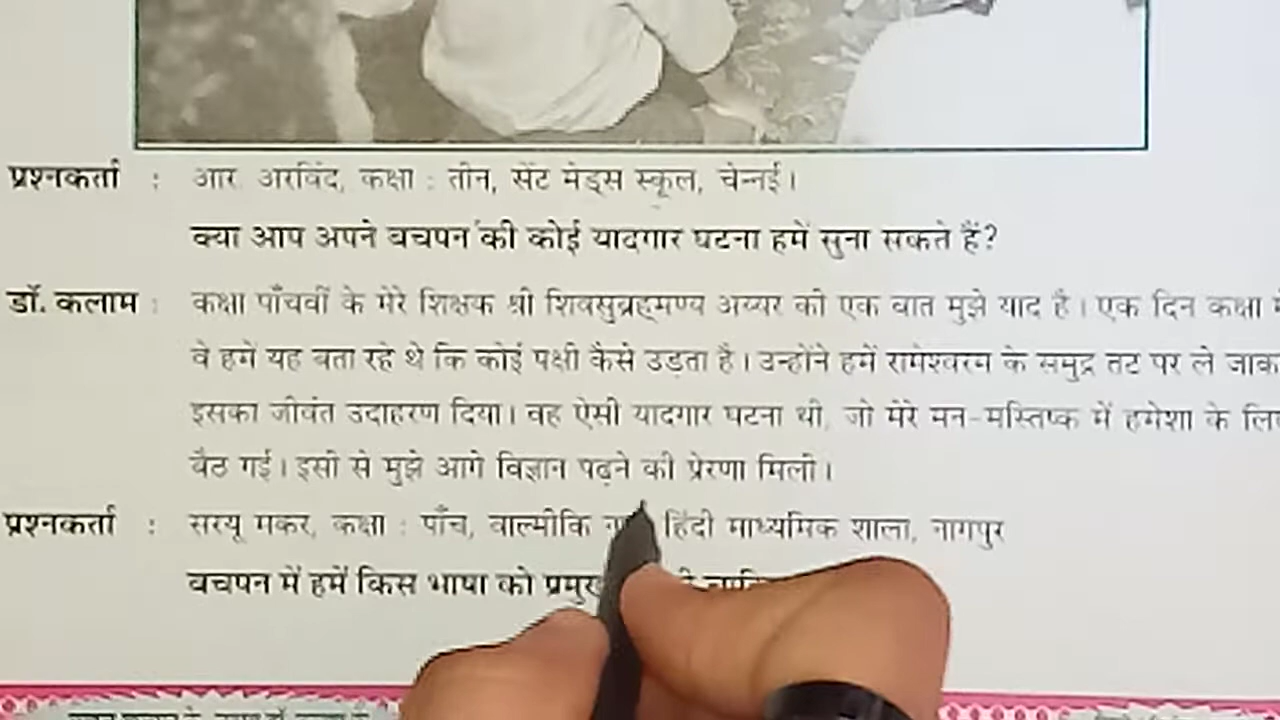 प्रश्नकर्ता : आर. अरविंद, कक्षा : तीन, सेंट मेड्स स्कूल, चेन्नई।
क्या आप अपने बचपन की कोई यादगार घटना हमें सुना सकते हैं?
डॉ. कलाम : कक्षा पाँचवीं के मेरे शिक्षक श्री शिवसुब्रह्मण्य अय्यर की एक बात मुझे याद है। एक दिन कक्षा में
वे हमें यह बता रहे थे कि कोई पक्षी कैसे उड़ता है। उन्होंने हमें रामेश्वरम के समुद्र तट पर ले जाक
इसका जीवंत उदाहरण दिया। वह ऐसी यादगार घटना थी, जो मेरे मन-मस्तिष्क में हमेशा के लिए
बैठ गई। इसी से मुझे आगे विज्ञान पढ़ने की प्रेरणा मिली।
प्रश्नकर्ता : सरयू मकर, कक्षा : पाँच, वाल्मीकि हिंदी माध्यमिक शाला, नागपुर
बचपन में हमें किस भाषा को